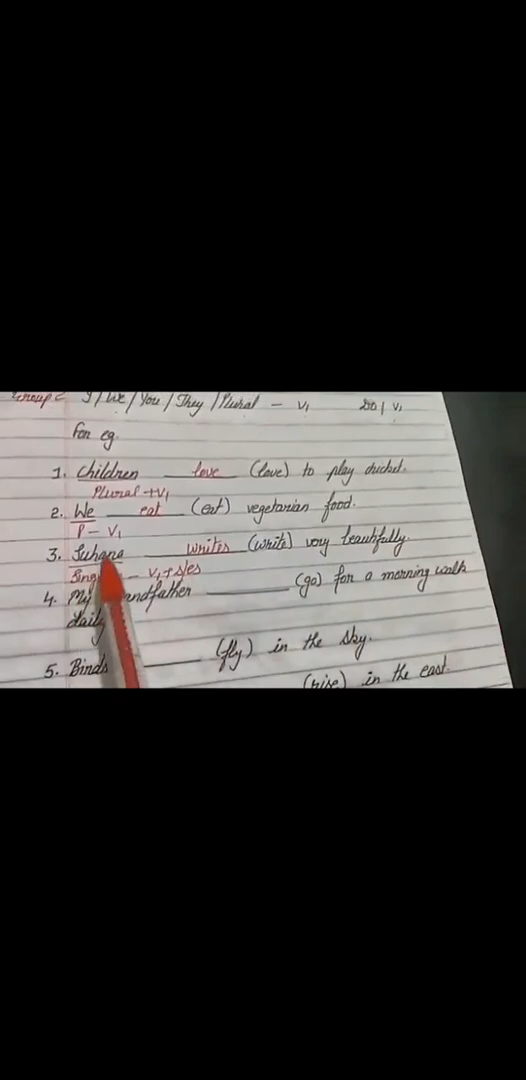 Group 2 I / We / You / They / Plural - V1 Do / V1
For eg.
1. Children love (love) to play cricket.
Plural + V1
2. We eat (eat) vegetarian food.
P - V1
3. Suhana writes (write) very beautifully.
- V1 + s/es
4. My (go) for a morning walk
daily
5. Birds (fly) in the sky.
(rise) in the east.